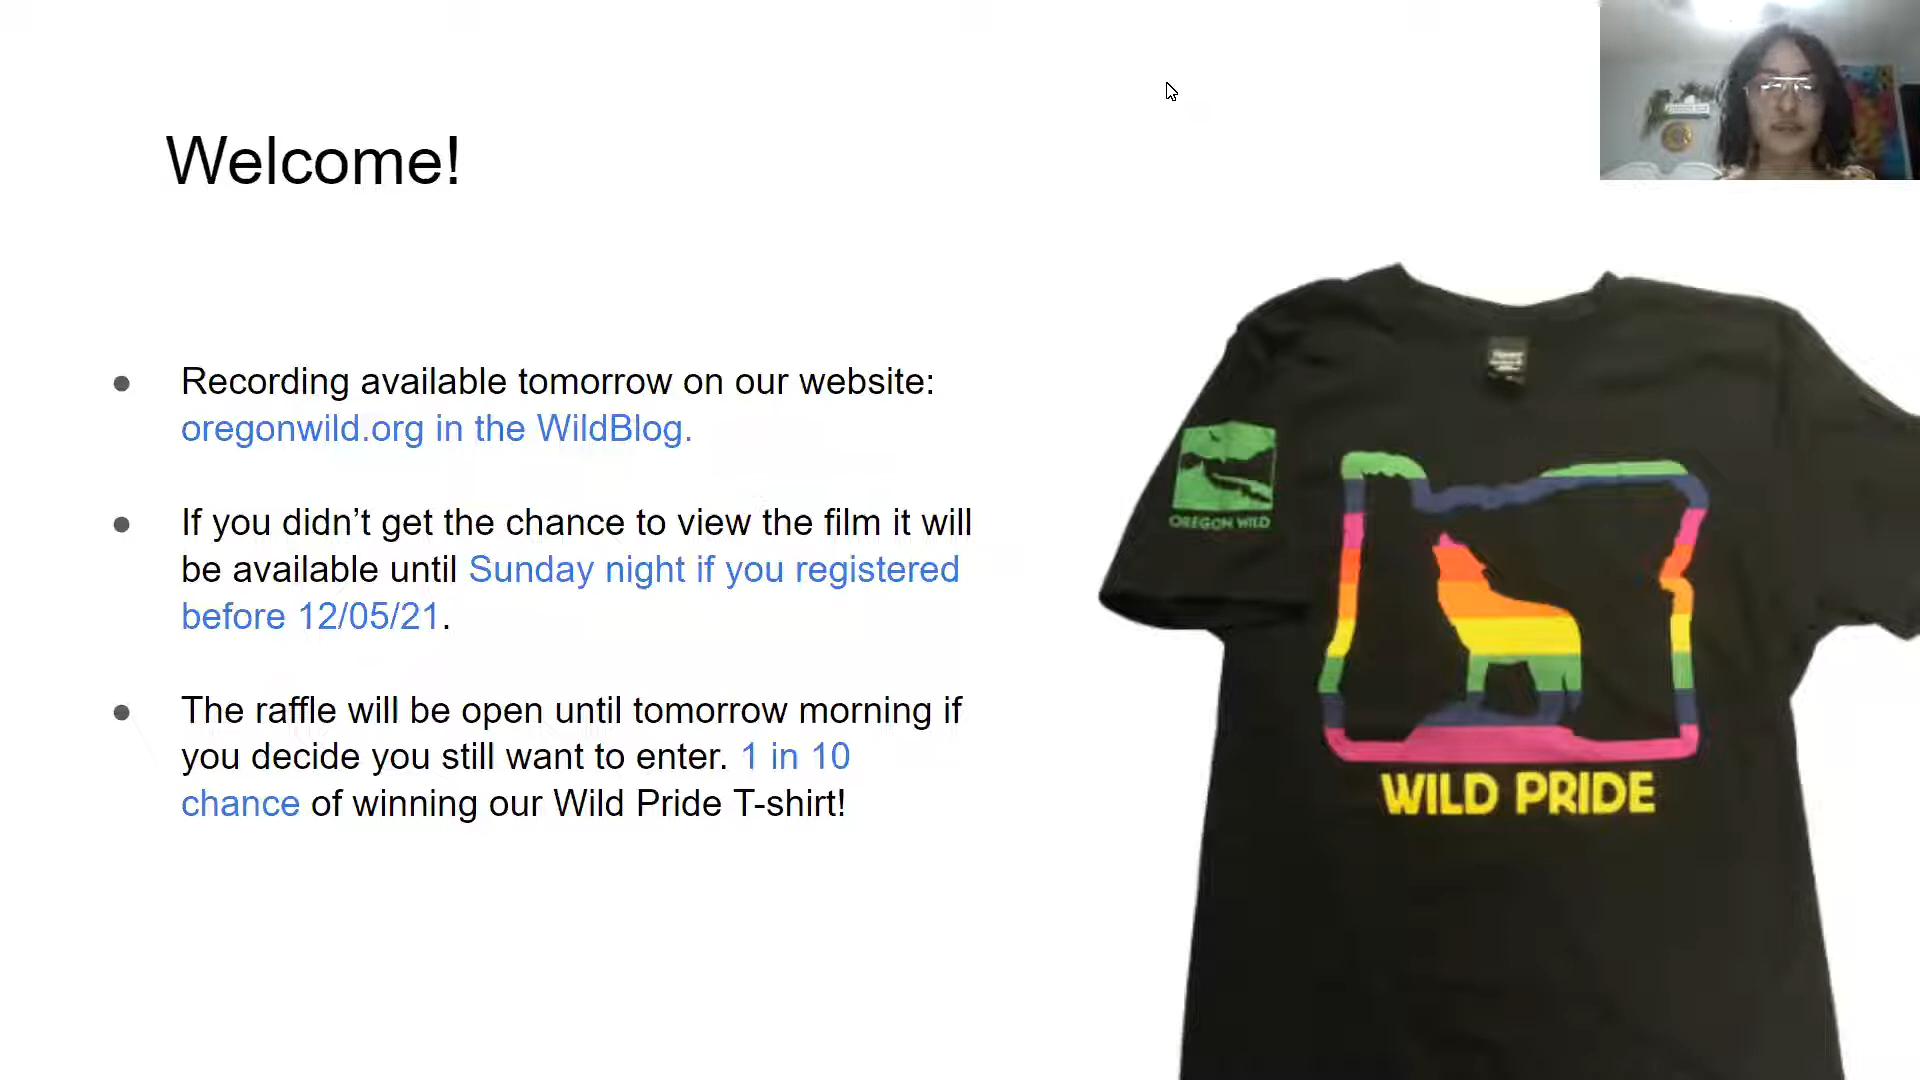 Welcome!
Recording available tomorrow on our website:
oregonwild.org in the WildBlog.
If you didn’t get the chance to view the film it will
be available until Sunday night if you registered
before 12/05/21.
The raffle will be open until tomorrow morning if
you decide you still want to enter. 1 in 10
chance of winning our Wild Pride T-shirt!
OREGON WILD
WILD PRIDE